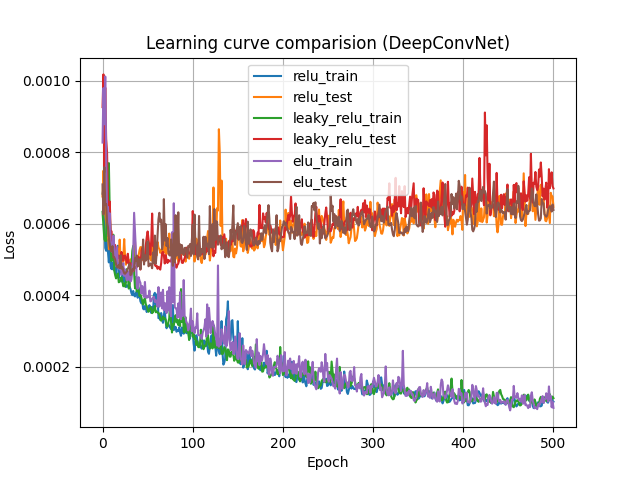 Learning curve comparision (DeepConvNet)
relu_train
relu_test
leaky_relu_train
leaky_relu_test
elu_train
elu_test
Loss
0.0010
0.0008
0.0006
0.0004
0.0002
0 100 200 300 400 500
Epoch